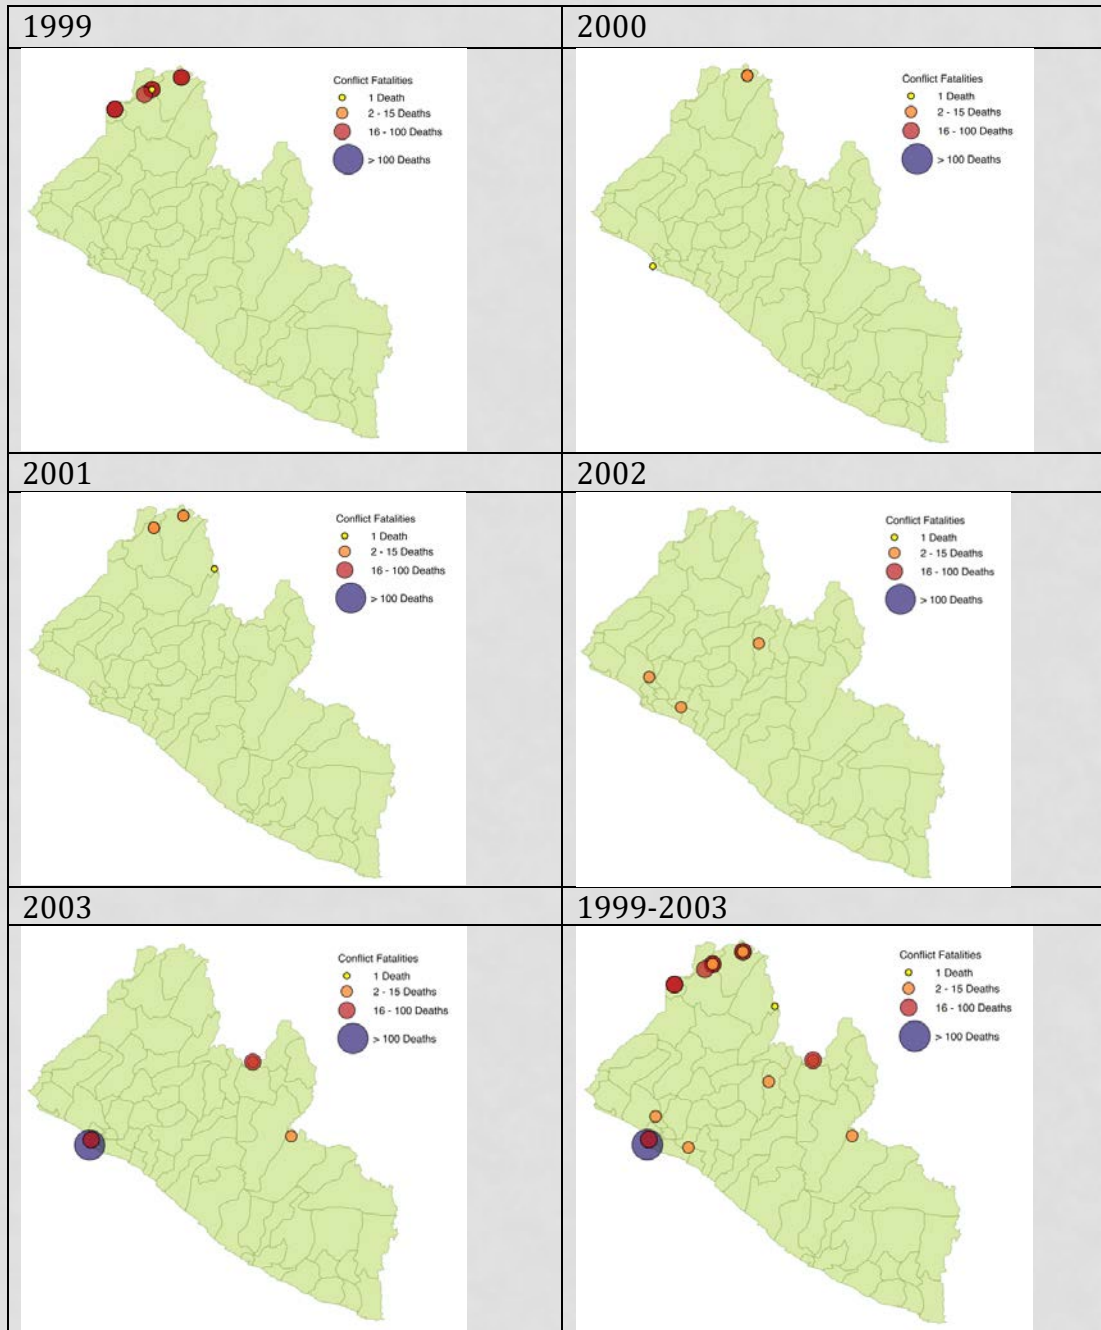 1999
Conflict Fatalities
1 Death
2 - 15 Deaths
16 - 100 Deaths
> 100 Deaths
2000
Conflict Fatalities
1 Death
2 - 15 Deaths
16 - 100 Deaths
> 100 Deaths
2001
Conflict Fatalities
1 Death
2 - 15 Deaths
16 - 100 Deaths
> 100 Deaths
2002
Conflict Fatalities
1 Death
2 - 15 Deaths
16 - 100 Deaths
> 100 Deaths
2003
Conflict Fatalities
1 Death
2 - 15 Deaths
16 - 100 Deaths
> 100 Deaths
1999-2003
Conflict Fatalities
1 Death
2 - 15 Deaths
16 - 100 Deaths
> 100 Deaths